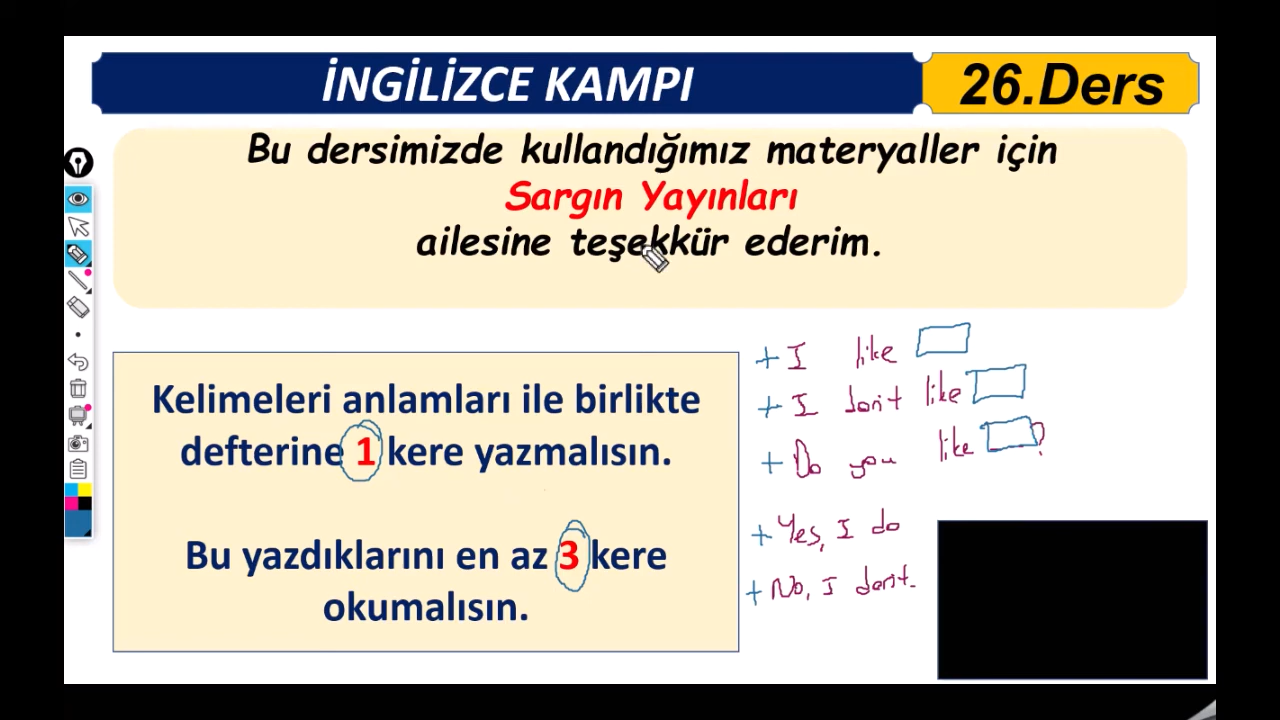 İNGİLİZCE KAMPI
26.Ders
Bu dersimizde kullandığımız materyaller için
Sargın Yayınları
ailesine teşekkür ederim.
Kelimeleri anlamları ile birlikte
defterine 1 kere yazmalısın.
Bu yazdıklarını en az 3 kere
okumalısın.
+ I like
+ I don't like
+ Do you like ?
+ Yes, I do
+ No, I don't.